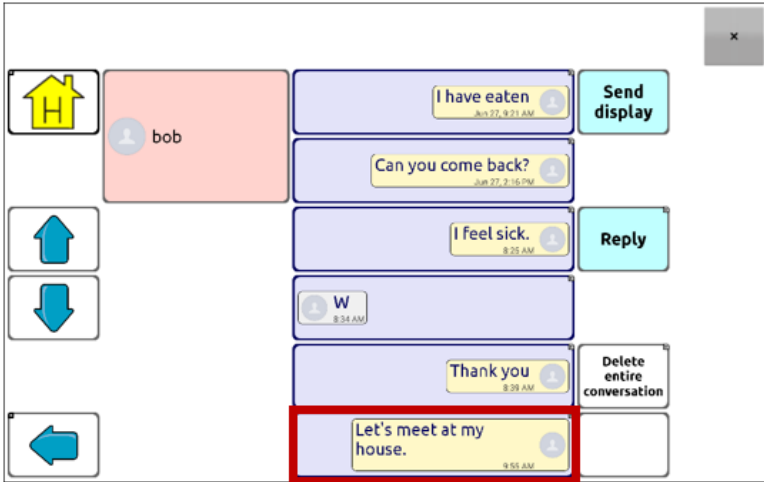 ×
H
bob
I have eaten
Jun 27, 9:21 AM
Send
display
Can you come back?
Jun 27, 2:16 PM
I feel sick.
8:25 AM
Reply
W
8:34 AM
Thank you
8:39 AM
Delete
entire
conversation
Let's meet at my
house.
9:55 AM